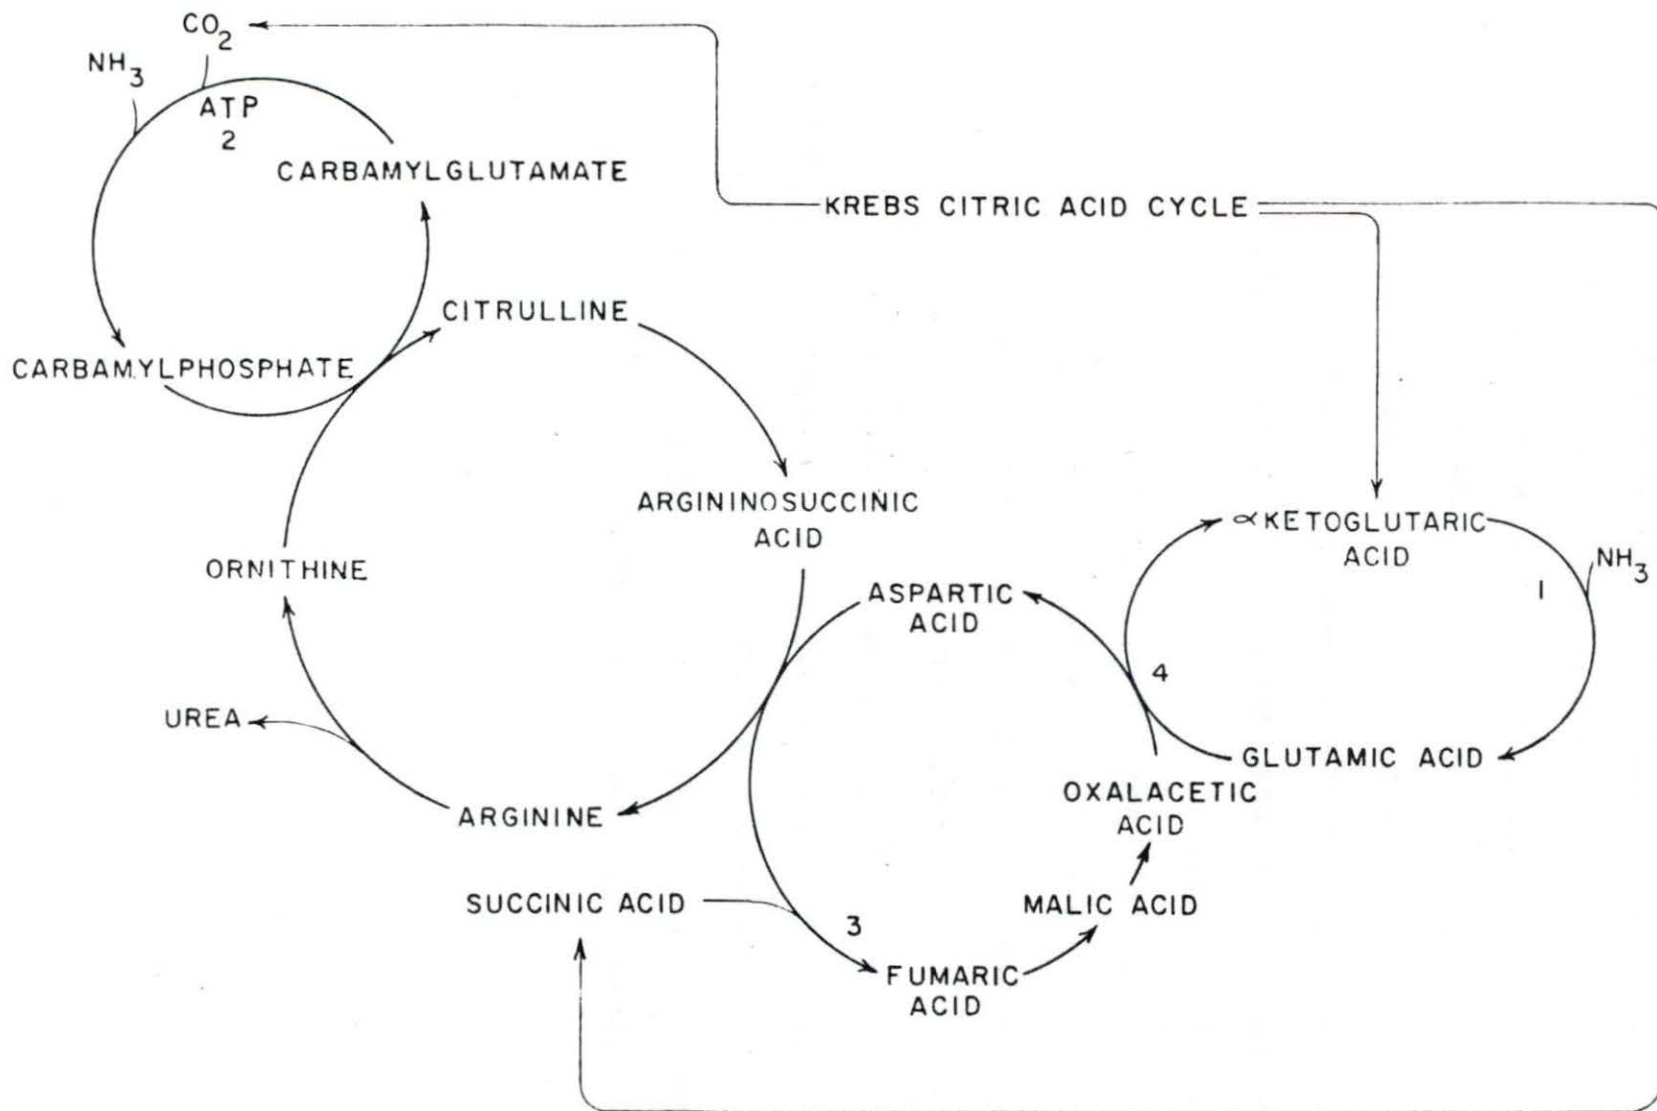 CO2
NH3
ATP
2
CARBAMYLGLUTAMATE
KREBS CITRIC ACID CYCLE
CITRULLINE
CARBAMYLPHOSPHATE
ARGININOSUCCINIC
ACID
∝KETOGLUTARIC
ACID
NH3
1
ORNITHINE
ASPARTIC
ACID
4
UREA
GLUTAMIC ACID
OXALACETIC
ACID
ARGININE
SUCCINIC ACID
MALIC ACID
3
FUMARIC
ACID